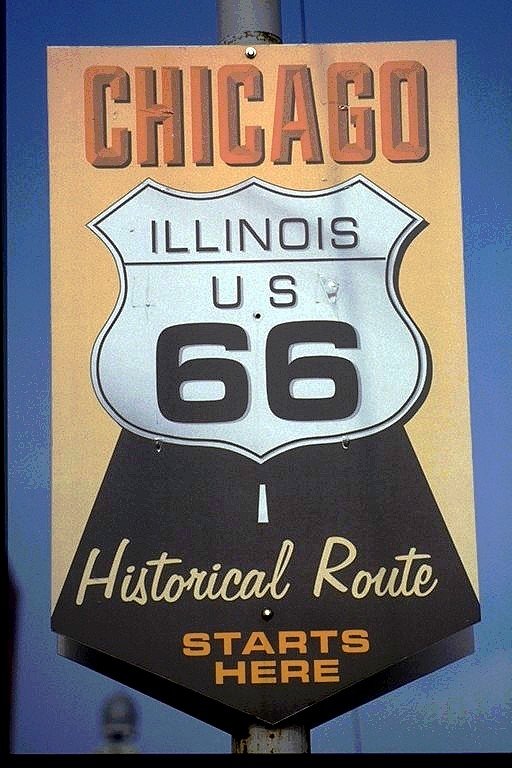 CHICAGO
ILLINOIS
US
66
Historical Route
STARTS
HERE